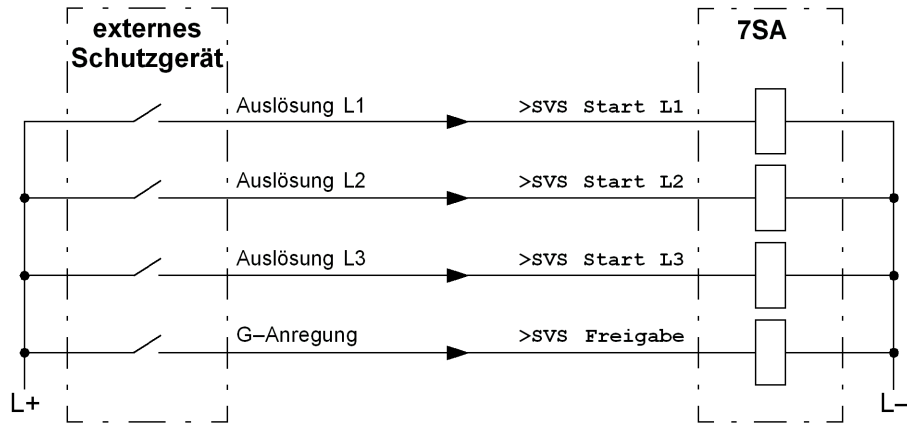 externes
Schutzgerät
7SA
Auslösung L1
>SVS Start L1
Auslösung L2
>SVS Start L2
Auslösung L3
>SVS Start L3
G–Anregung
>SVS Freigabe
L+
L–